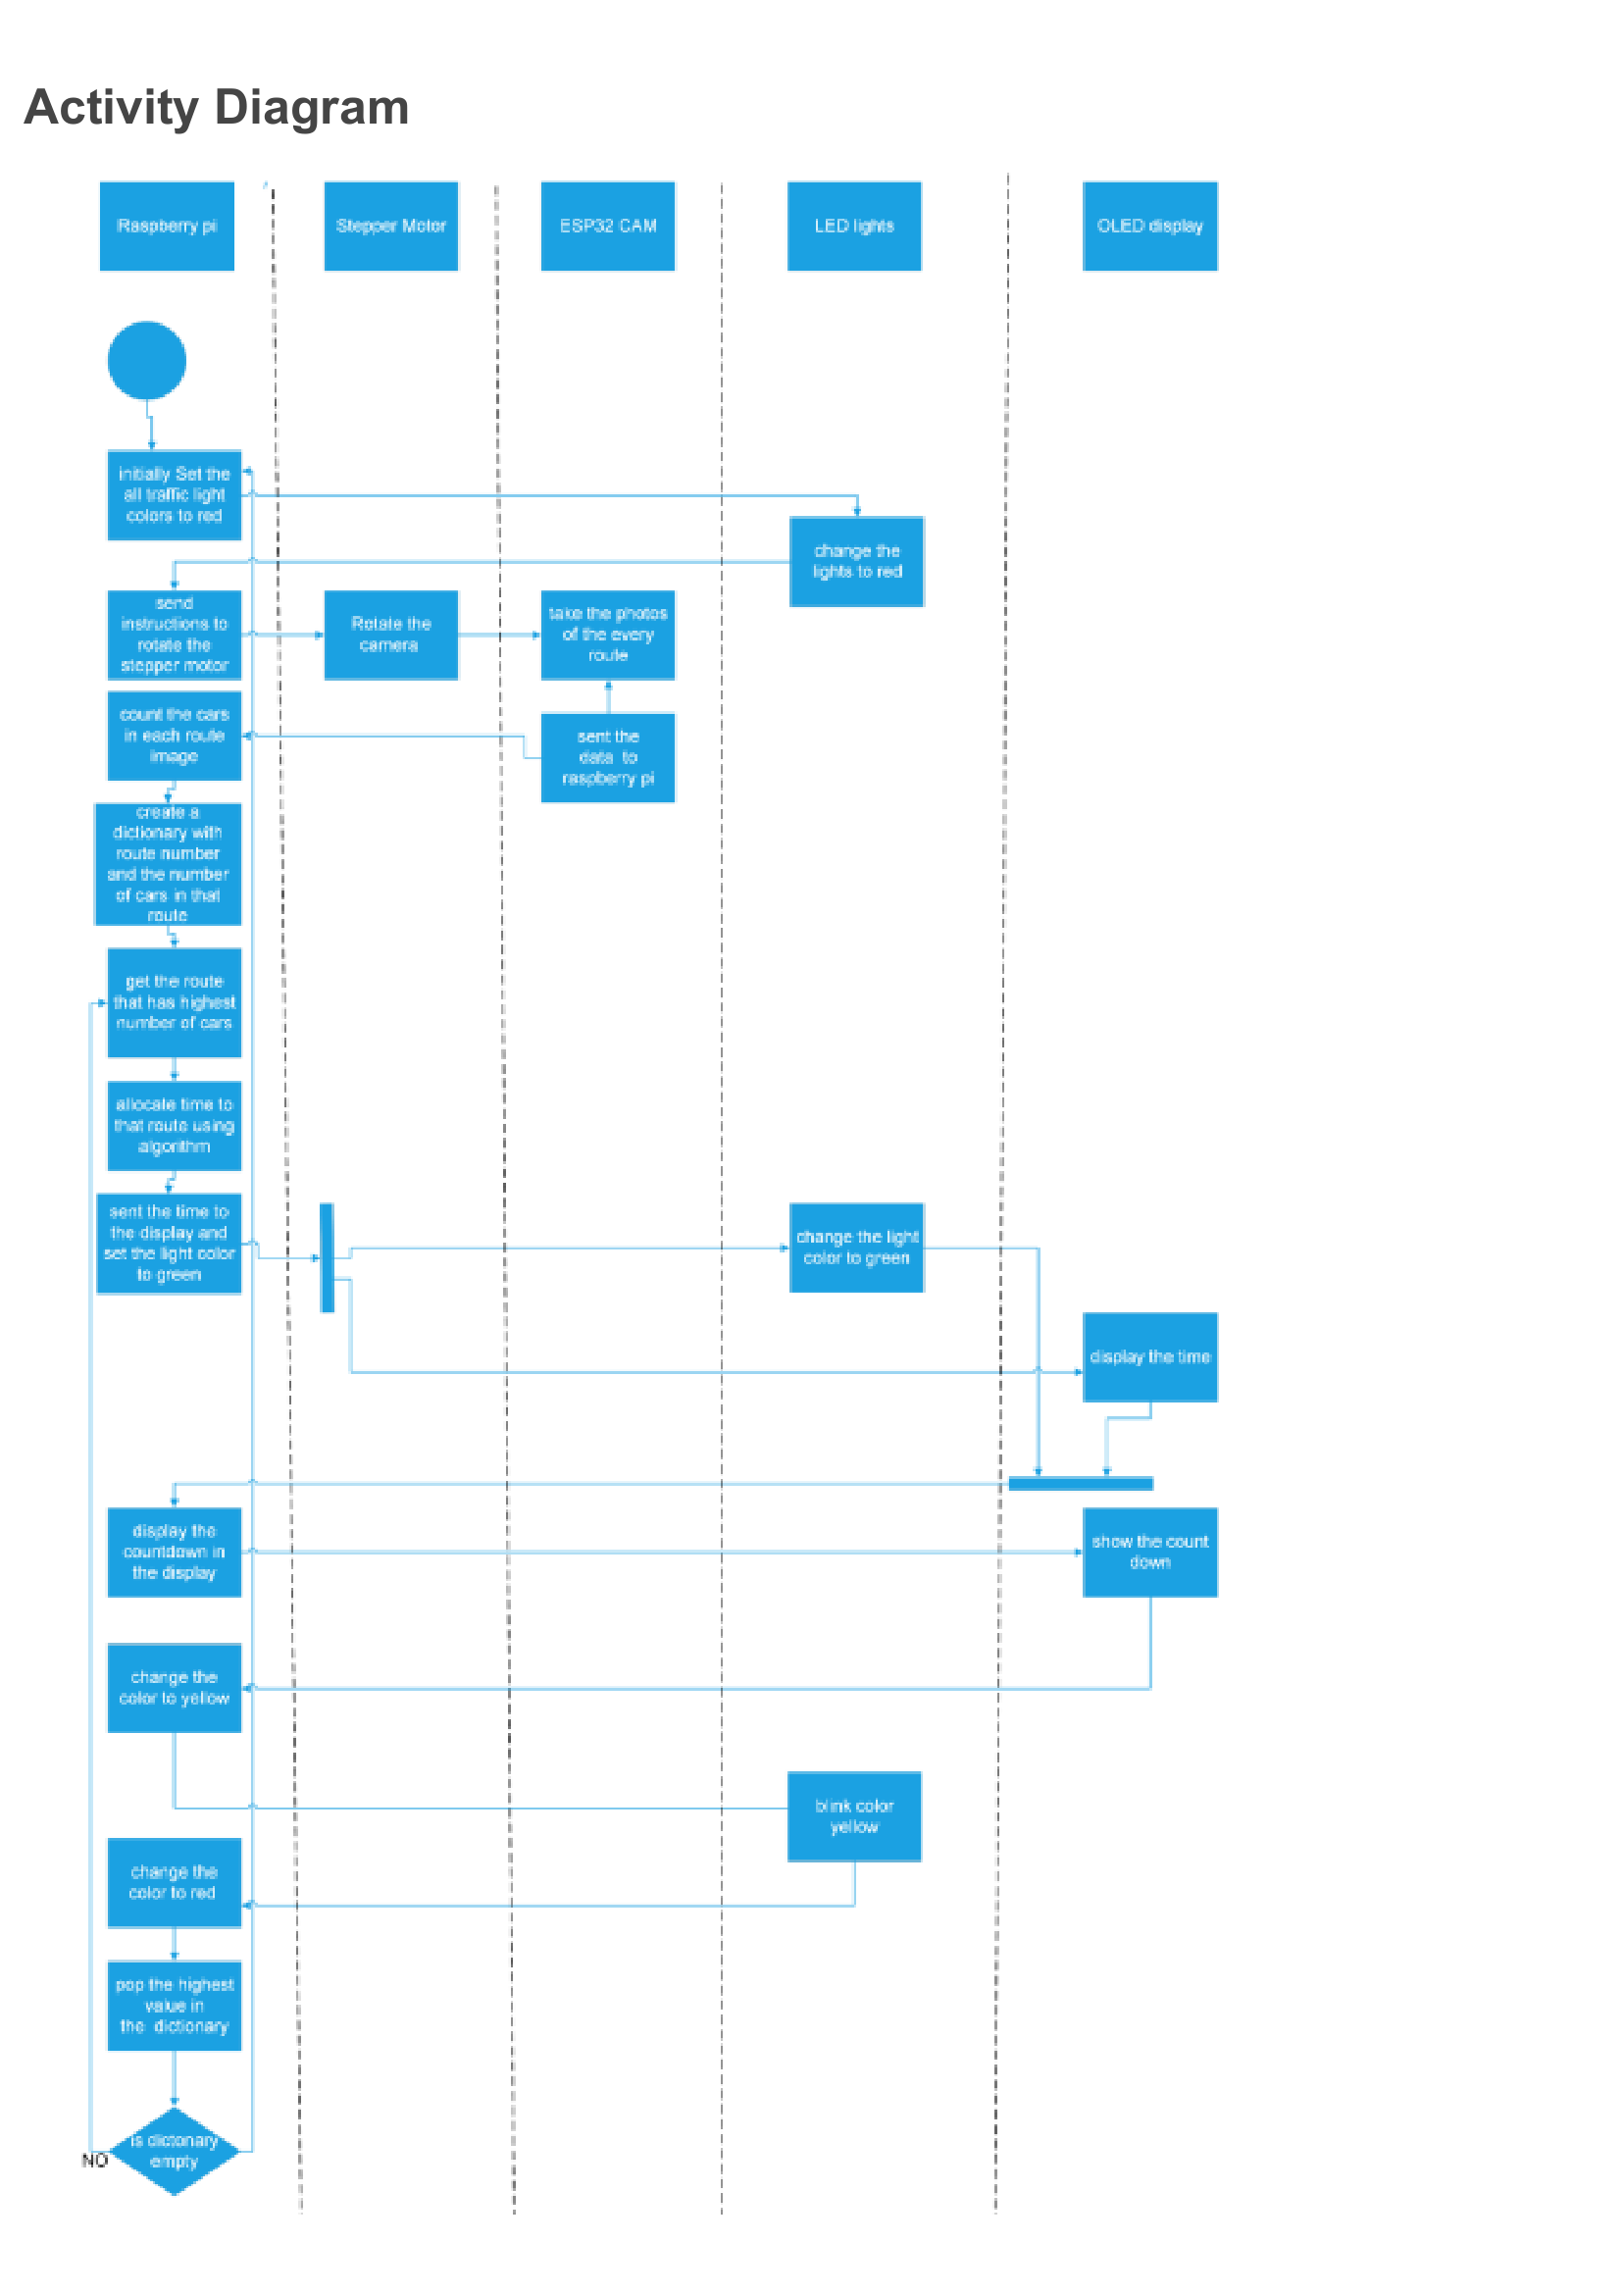 Activity Diagram
Raspberry pi
Stepper Motor
ESP32 CAM
LED lights
OLED display
initially Set the
all traffic light
colors to red
change the
lights to red
send
instructions to
rotate the
stepper motor
Rotate the
camera
take the photos
of the every
route
count the cars
in each route
image
sent the
data to
raspberry pi
create a
dictionary with
route number
and the number
of cars in that
route
get the route
that has highest
number of cars
allocate time to
that route using
algorithm
sent the time to
the display and
set the light color
to green
change the light
color to green
display the time
display the
countdown in
the display
show the count
down
change the
color to yellow
blink color
yellow
change the
color to red
pop the highest
value in
the dictionary
is dictonary
empty
NO